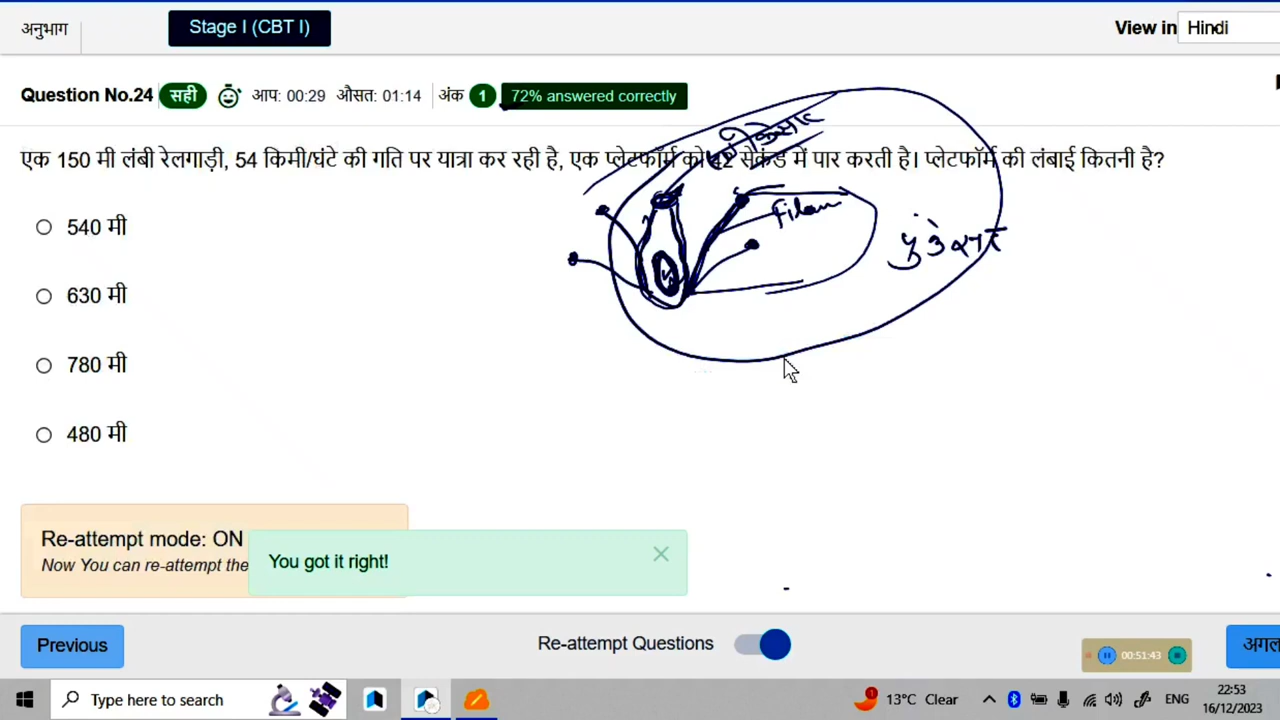 अनुभाग
Stage I (CBT I)
View in Hindi
Question No.24 सही आप: 00:29 औसत: 01:14 अंक 1 72% answered correctly
एक 150 मी लंबी रेलगाड़ी, 54 किमी/घंटे की गति पर यात्रा कर रही है, एक प्लेटफॉर्म को 42 सेकंड में पार करती है। प्लेटफॉर्म की लंबाई कितनी है?
540 मी
630 मी
780 मी
480 मी
Filam
पुंकेसर
Re-attempt mode: ON
Now You can re-attempt the
You got it right!
Previous
Re-attempt Questions
00:51:43
अगल
Type here to search
1
13°C Clear
ENG
22:53
16/12/2023